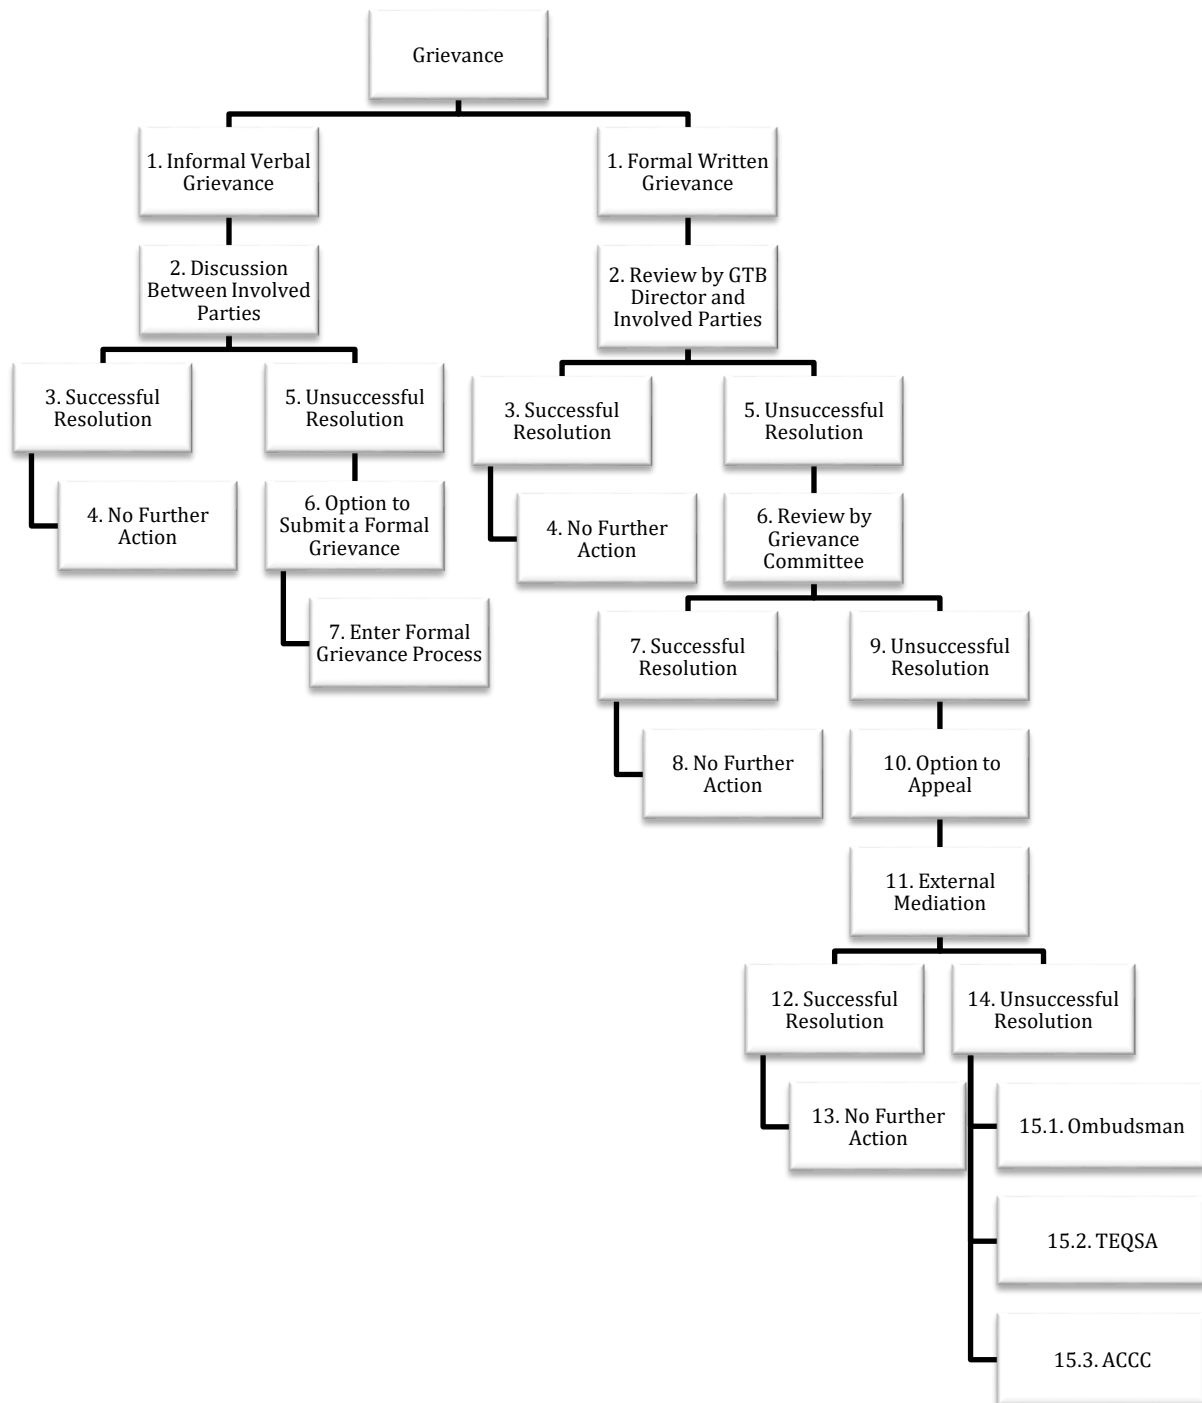 Grievance
1. Informal Verbal
Grievance
2. Discussion
Between Involved
Parties
3. Successful
Resolution
4. No Further
Action
5. Unsuccessful
Resolution
6. Option to
Submit a Formal
Grievance
7. Enter Formal
Grievance Process
1. Formal Written
Grievance
2. Review by GTB
Director and
Involved Parties
3. Successful
Resolution
4. No Further
Action
5. Unsuccessful
Resolution
6. Review by
Grievance
Committee
7. Successful
Resolution
8. No Further
Action
9. Unsuccessful
Resolution
10. Option to
Appeal
11. External
Mediation
12. Successful
Resolution
13. No Further
Action
14. Unsuccessful
Resolution
15.1. Ombudsman
15.2. TEQSA
15.3. ACCC